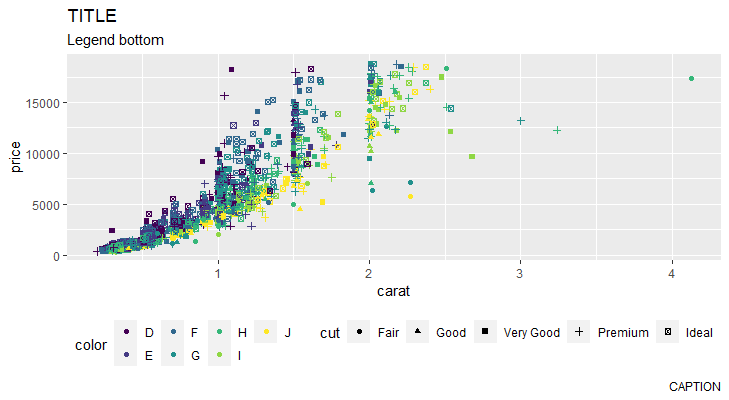 TITLE
Legend bottom
price
15000
10000
5000
0
1 2 3 4
carat
color D F H J cut Fair Good Very Good Premium Ideal
E G I
CAPTION